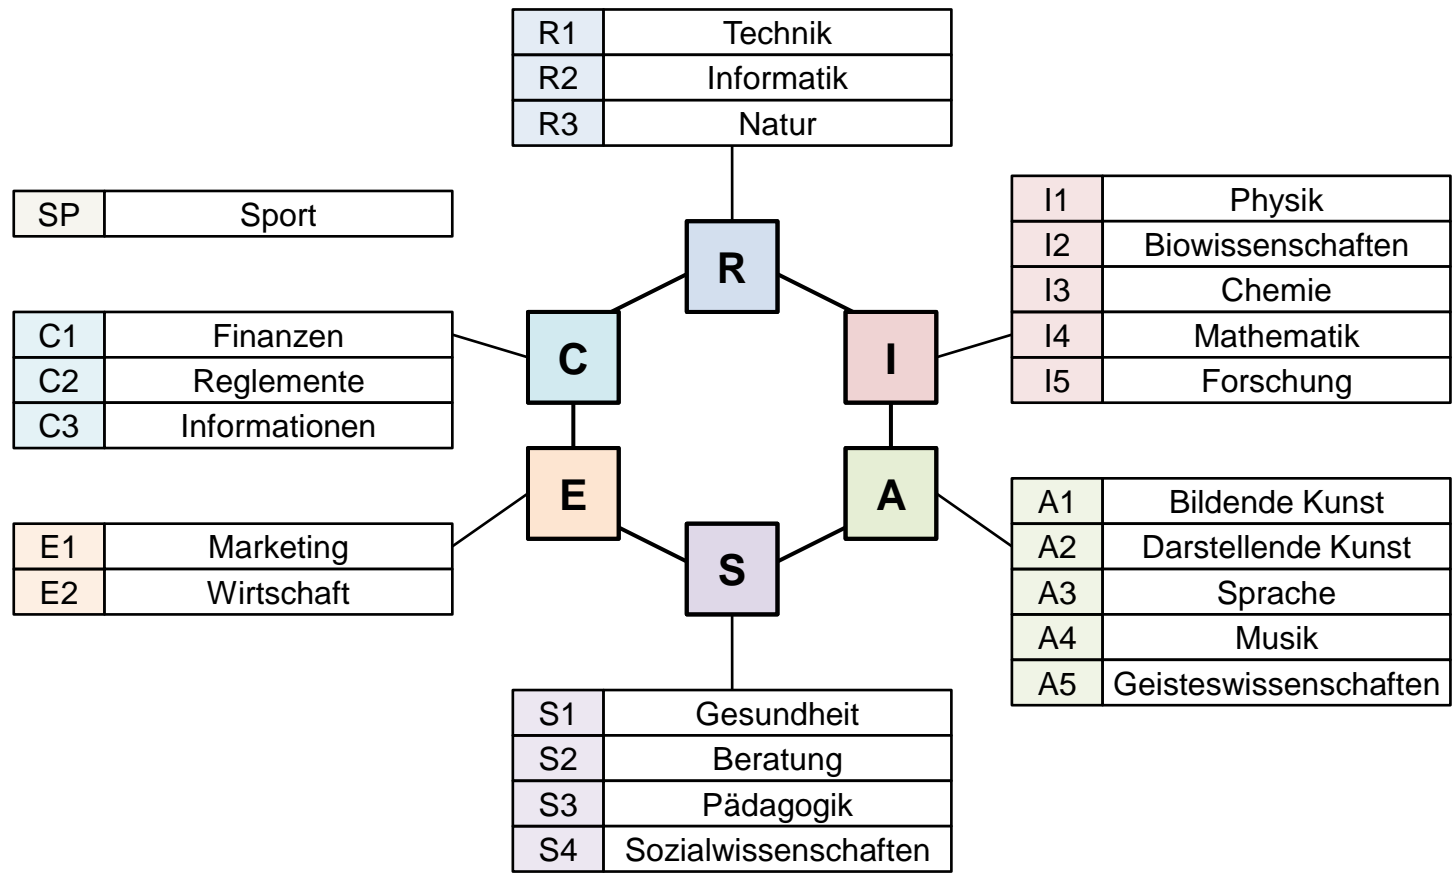 R1 Technik
R2 Informatik
R3 Natur
SP Sport
R
I1 Physik
I2 Biowissenschaften
I3 Chemie
I4 Mathematik
I5 Forschung
C1 Finanzen
C2 Reglemente
C3 Informationen
C
I
E
A
E1 Marketing
E2 Wirtschaft
S
A1 Bildende Kunst
A2 Darstellende Kunst
A3 Sprache
A4 Musik
A5 Geisteswissenschaften
S1 Gesundheit
S2 Beratung
S3 Pädagogik
S4 Sozialwissenschaften